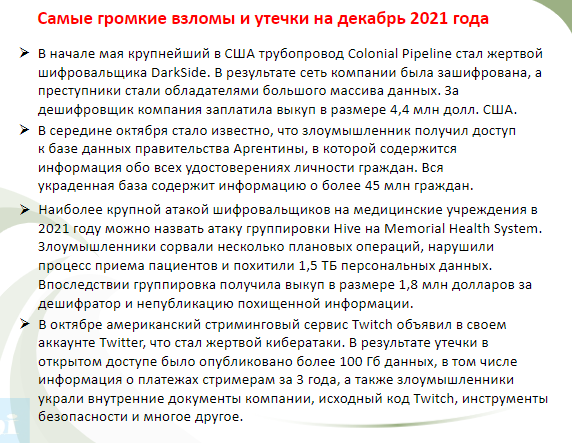 Самые громкие взломы и утечки на декабрь 2021 года
➢ В начале мая крупнейший в США трубопровод Colonial Pipeline стал жертвой
шифровальщика DarkSide. В результате сеть компании была зашифрована, а
преступники стали обладателями большого массива данных. За
дешифровщик компания заплатила выкуп в размере 4,4 млн долл. США.
➢ В середине октября стало известно, что злоумышленник получил доступ
к базе данных правительства Аргентины, в которой содержится
информация обо всех удостоверениях личности граждан. Вся
украденная база содержит информацию о более 45 млн граждан.
➢ Наиболее крупной атакой шифровальщиков на медицинские учреждения в
2021 году можно назвать атаку группировки Hive на Memorial Health System.
Злоумышленники сорвали несколько плановых операций, нарушили
процесс приема пациентов и похитили 1,5 ТБ персональных данных.
Впоследствии группировка получила выкуп в размере 1,8 млн долларов за
дешифратор и непубликацию похищенной информации.
➢ В октябре американский стриминговый сервис Twitch объявил в своем
аккаунте Twitter, что стал жертвой кибератаки. В результате утечки в
открытом доступе было опубликовано более 100 Гб данных, в том числе
информация о платежах стримерам за 3 года, а также злоумышленники
украли внутренние документы компании, исходный код Twitch, инструменты
безопасности и многое другое.